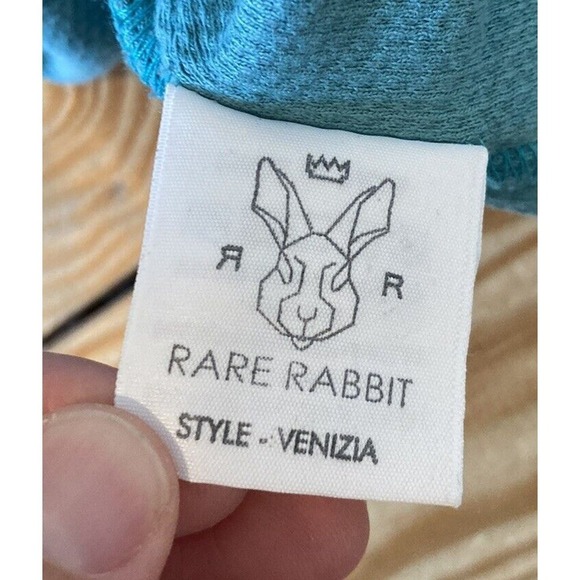 Я R
RARE RABBIT
STYLE - VENIZIA